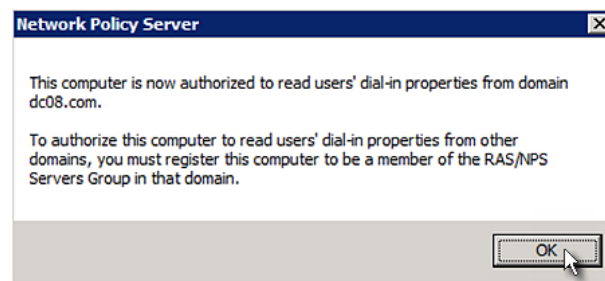 Network Policy Server
This computer is now authorized to read users' dial-in properties from domain
dc08.com.
To authorize this computer to read users' dial-in properties from other
domains, you must register this computer to be a member of the RAS/NPS
Servers Group in that domain.
OK